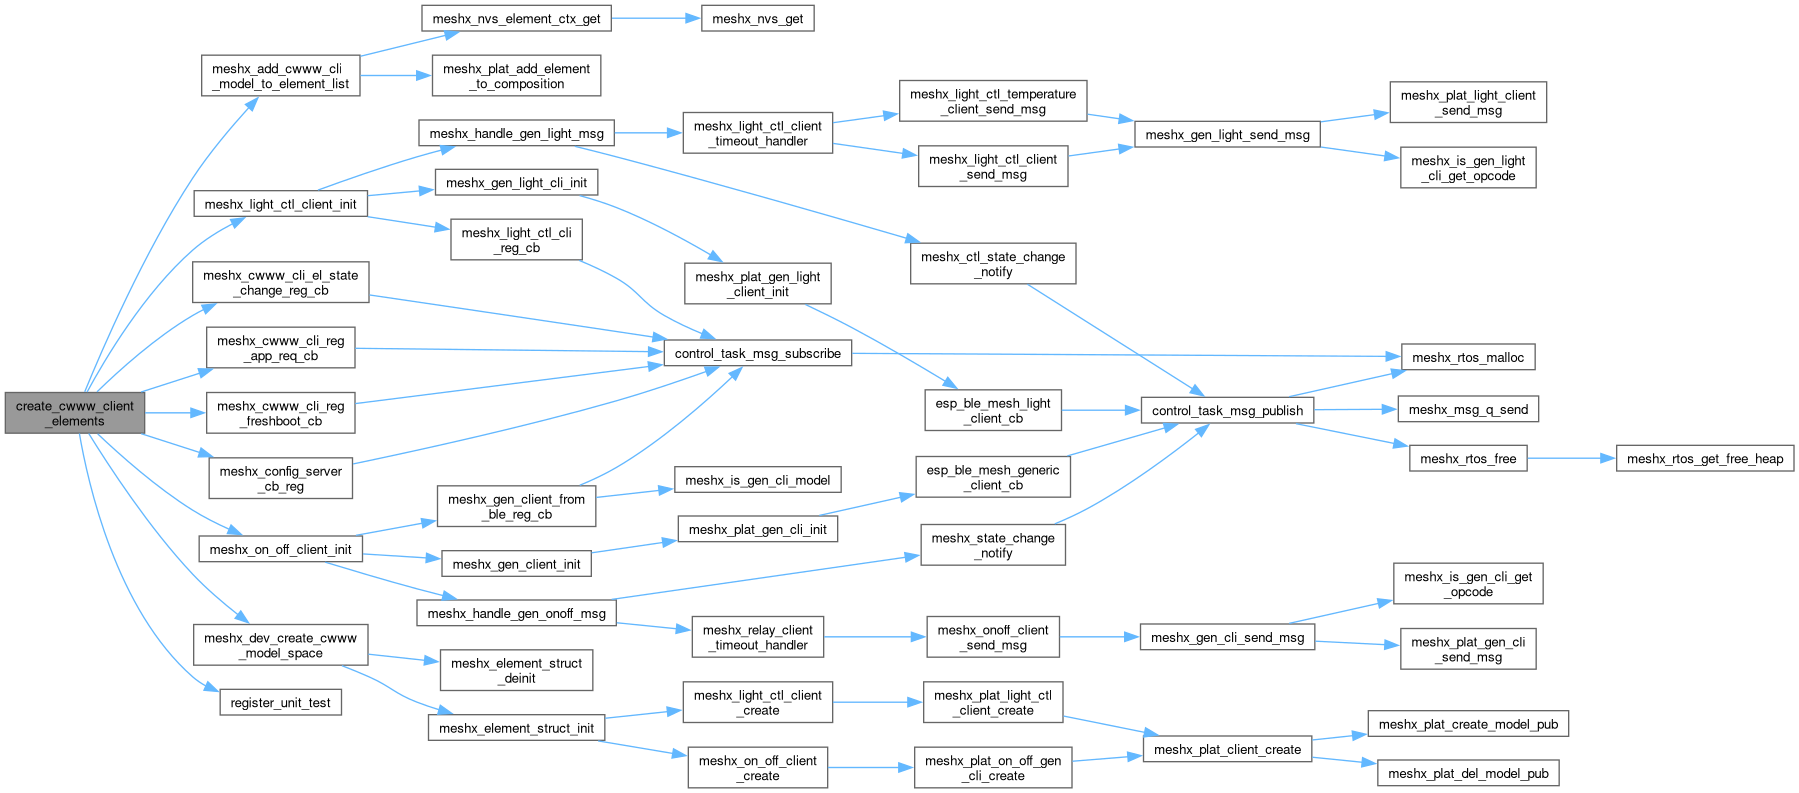 create_cwww_client
_elements
meshx_add_cwww_cli
_model_to_element_list
meshx_nvs_element_ctx_get
meshx_nvs_get
meshx_plat_add_element
_to_composition
meshx_light_ctl_client_init
meshx_handle_gen_light_msg
meshx_light_ctl_client
_timeout_handler
meshx_light_ctl_temperature
_client_send_msg
meshx_light_ctl_client
_send_msg
meshx_gen_light_send_msg
meshx_plat_light_client
_send_msg
meshx_is_gen_light
_cli_get_opcode
meshx_gen_light_cli_init
meshx_light_ctl_cli
_reg_cb
meshx_plat_gen_light
_client_init
meshx_ctl_state_change
_notify
meshx_cwww_cli_el_state
_change_reg_cb
meshx_cwww_cli_reg
_app_req_cb
meshx_cwww_cli_reg
_freshboot_cb
meshx_config_server
_cb_reg
control_task_msg_subscribe
esp_ble_mesh_light
_client_cb
control_task_msg_publish
meshx_rtos_malloc
meshx_msg_q_send
meshx_rtos_free
meshx_rtos_get_free_heap
meshx_on_off_client_init
meshx_gen_client_from
_ble_reg_cb
meshx_is_gen_cli_model
meshx_gen_client_init
meshx_plat_gen_cli_init
esp_ble_mesh_generic
_client_cb
meshx_state_change
_notify
meshx_handle_gen_onoff_msg
meshx_relay_client
_timeout_handler
meshx_onoff_client
_send_msg
meshx_gen_cli_send_msg
meshx_is_gen_cli_get
_opcode
meshx_plat_gen_cli
_send_msg
meshx_dev_create_cwww
_model_space
meshx_element_struct
_deinit
meshx_element_struct_init
meshx_light_ctl_client
_create
meshx_plat_light_ctl
_client_create
meshx_on_off_client
_create
meshx_plat_on_off_gen
_cli_create
meshx_plat_client_create
meshx_plat_create_model_pub
meshx_plat_del_model_pub
register_unit_test